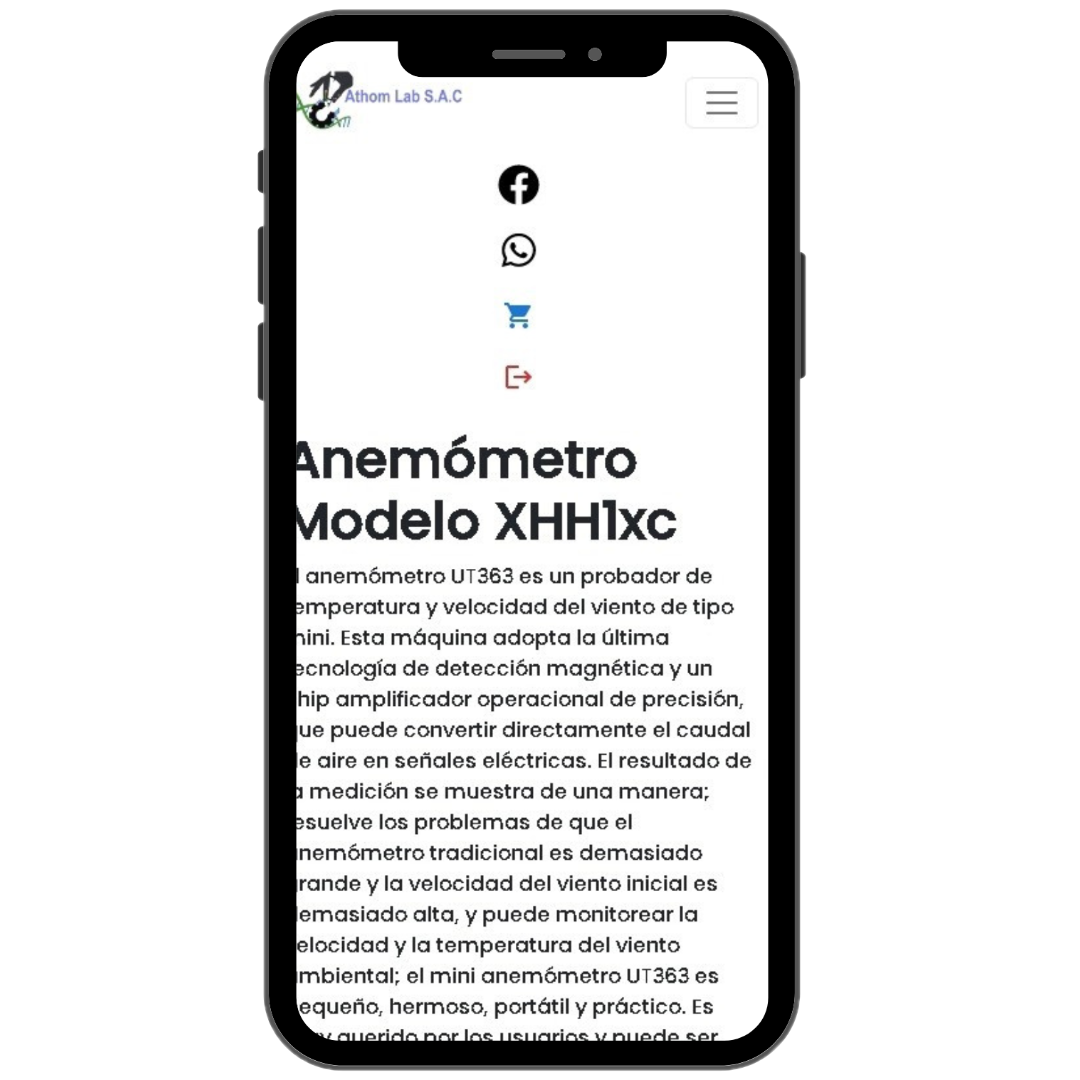 Athom Lab S.A.C
Anemómetro
Modelo XHH1xc
l anemómetro UT363 es un probador de
emperatura y velocidad del viento de tipo
nini. Esta máquina adopta la última
ecnología de detección magnética y un
hip amplificador operacional de precisión,
ue puede convertir directamente el caudal
e aire en señales eléctricas. El resultado de
a medición se muestra de una manera;
esuelve los problemas de que el
nemómetro tradicional es demasiado
rande y la velocidad del viento inicial es
emasiado alta, y puede monitorear la
elocidad y la temperatura del viento
mbiental; el mini anemómetro UT363 es
equeño, hermoso, portátil y práctico. Es
y querido por los usuarios y puede ser